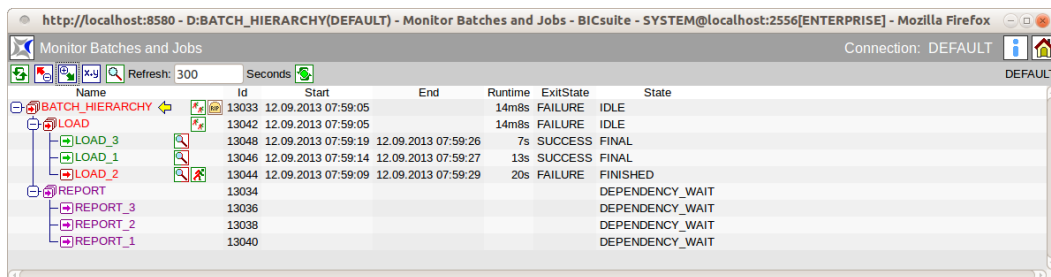 http://localhost:8580 - D:BATCH_HIERARCHY(DEFAULT) - Monitor Batches and Jobs - BICsuite - SYSTEM@localhost:2556[ENTERPRISE] - Mozilla Firefox
Monitor Batches and Jobs Connection: DEFAULT
x,y Refresh: 300 Seconds DEFAULT
Name Id Start End Runtime ExitState State
BATCH_HIERARCHY RIP 13033 12.09.2013 07:59:05 14m8s FAILURE IDLE
LOAD 13042 12.09.2013 07:59:05 14m8s FAILURE IDLE
LOAD_3 13048 12.09.2013 07:59:19 12.09.2013 07:59:26 7s SUCCESS FINAL
LOAD_1 13046 12.09.2013 07:59:14 12.09.2013 07:59:27 13s SUCCESS FINAL
LOAD_2 13044 12.09.2013 07:59:09 12.09.2013 07:59:29 20s FAILURE FINISHED
REPORT 13034 DEPENDENCY_WAIT
REPORT_3 13036 DEPENDENCY_WAIT
REPORT_2 13038 DEPENDENCY_WAIT
REPORT_1 13040 DEPENDENCY_WAIT